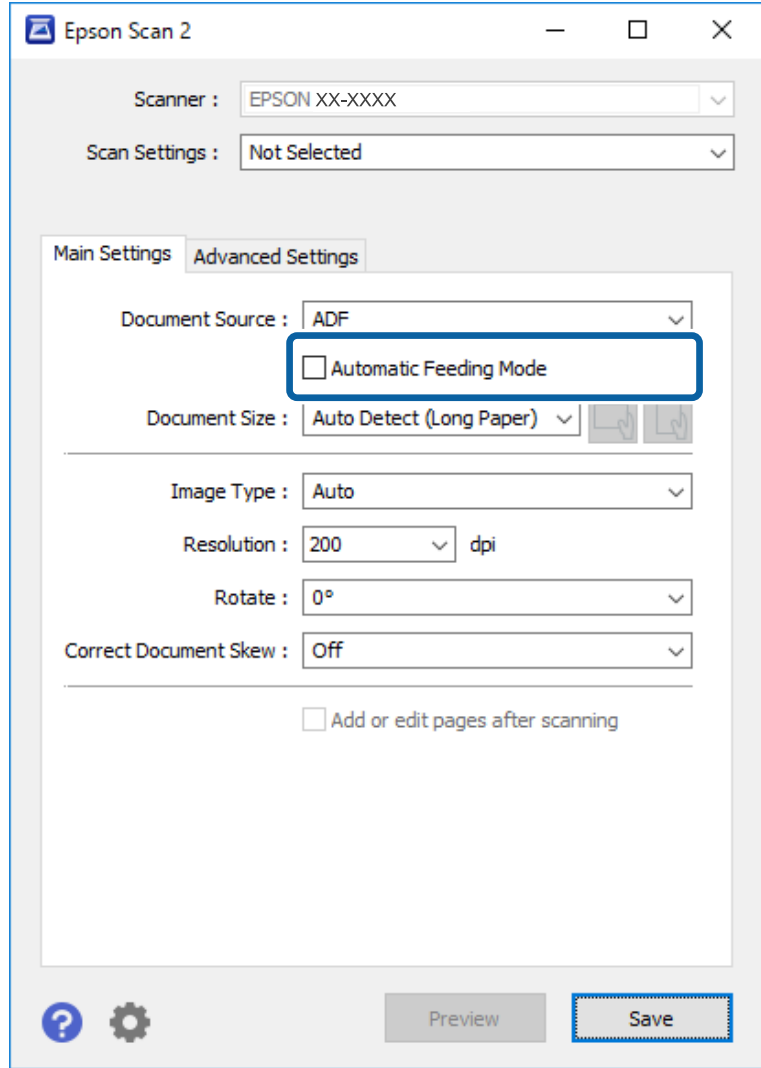 Epson Scan 2
Scanner : EPSON XX-XXXX
Scan Settings : Not Selected
Main Settings Advanced Settings
Document Source : ADF
Automatic Feeding Mode
Document Size : Auto Detect (Long Paper)
Image Type : Auto
Resolution : 200 dpi
Rotate : 0°
Correct Document Skew : Off
Add or edit pages after scanning
? Preview Save